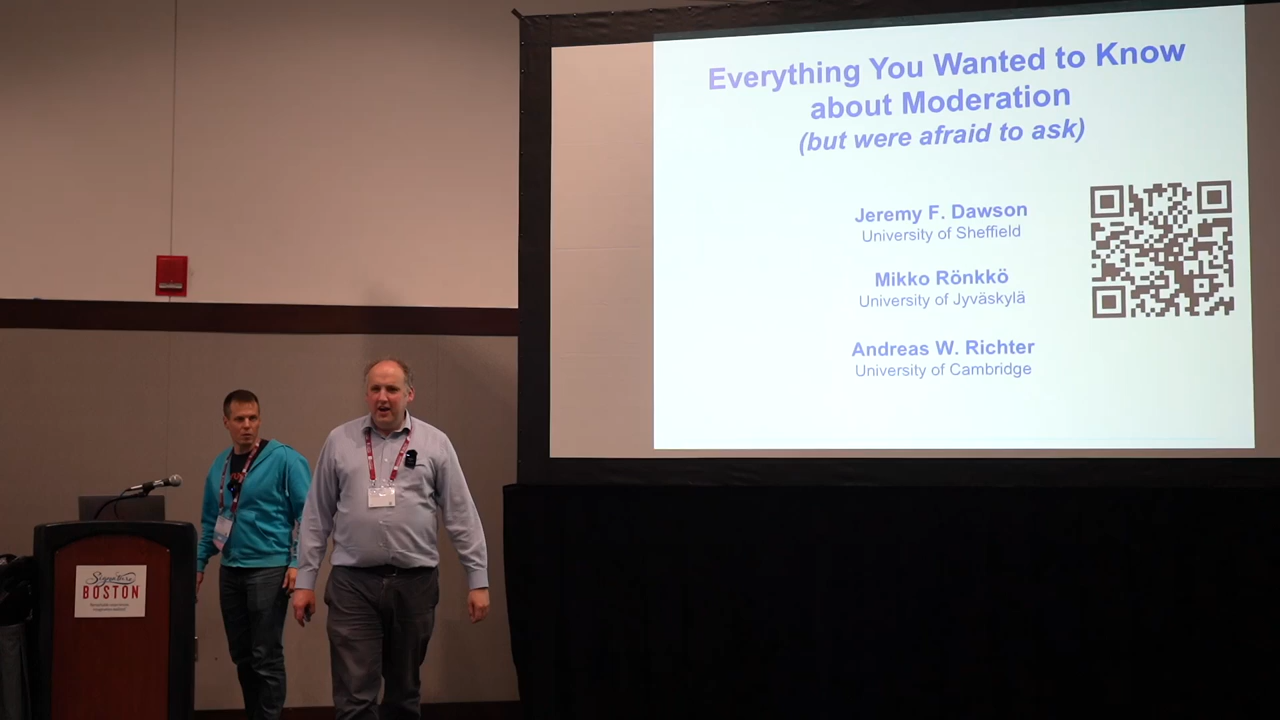 Everything You Wanted to Know
about Moderation
(but were afraid to ask)
Jeremy F. Dawson
University of Sheffield
Mikko Rönkkö
University of Jyväskylä
Andreas W. Richter
University of Cambridge
Signature
BOSTON